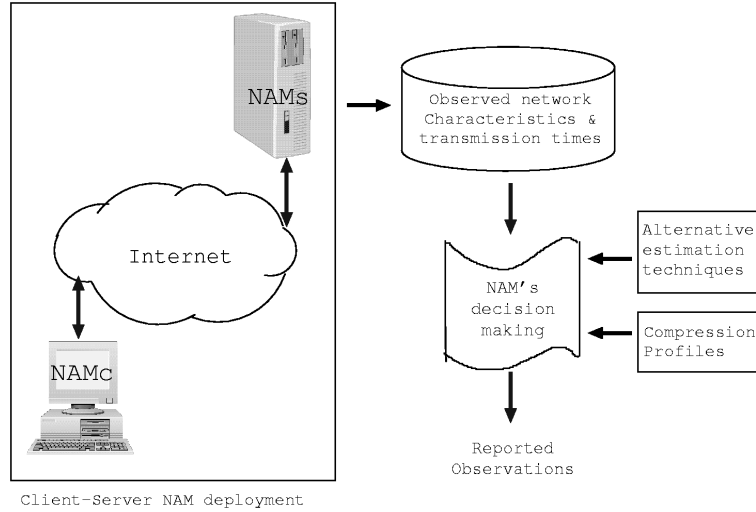 NAMs
Internet
NAMc
Client-Server NAM deployment
Observed network
Characteristics &
transmission times
NAM's
decision
making
Alternative
estimation
techniques
Compression
Profiles
Reported
Observations